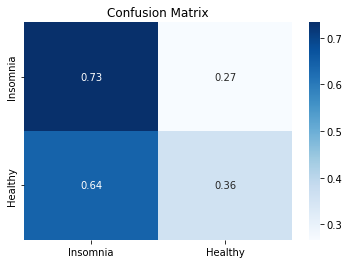 Confusion Matrix
Insomnia
0.73
0.27
Healthy
0.64
0.36
Insomnia
Healthy
0.7
0.6
0.5
0.4
0.3